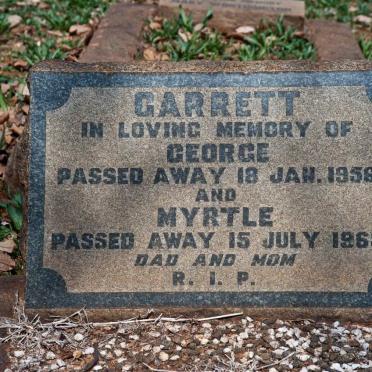 GARRETT
IN LOVING MEMORY OF
GEORGE
PASSED AWAY 18 JAN. 1958
AND
MYRTLE
PASSED AWAY 15 JULY
DAD AND MOM
R. I. P.